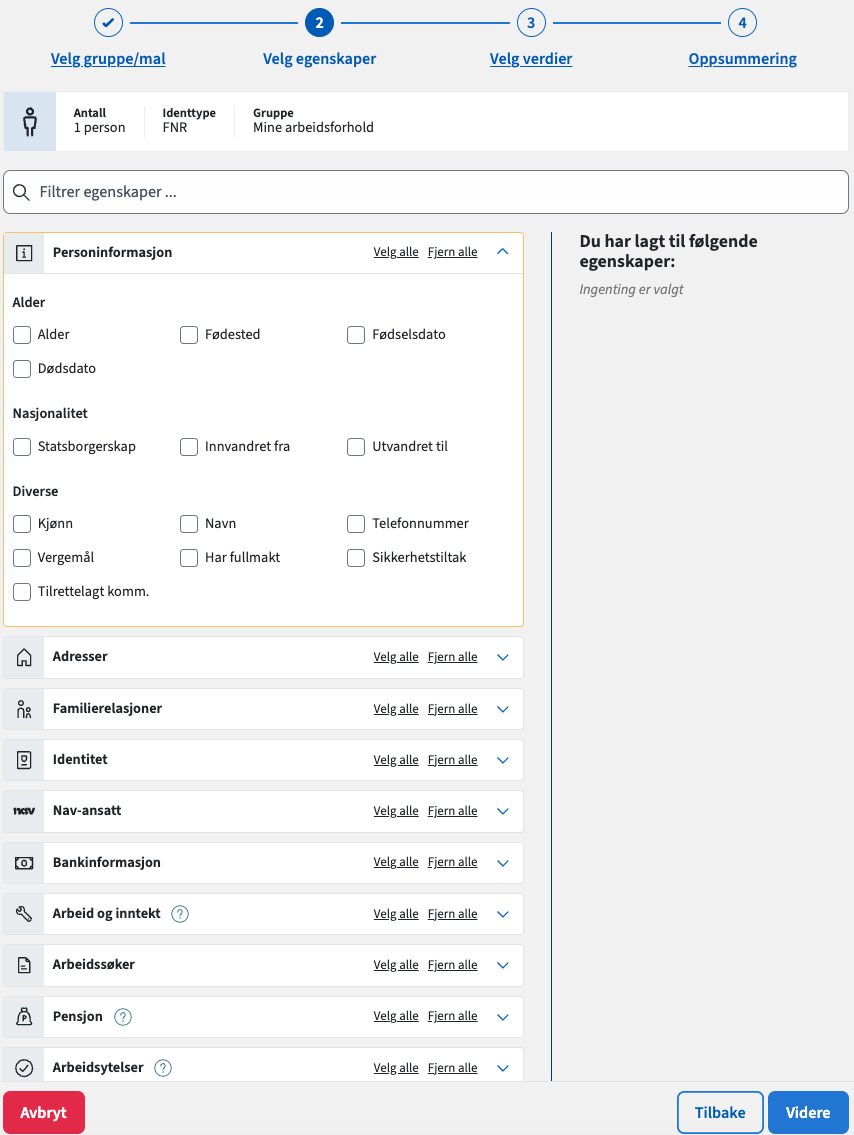 2 3 4
Velg gruppe/mal Velg egenskaper Velg verdier Oppsummering
Antall Identtype Gruppe
1 person FNR Mine arbeidsforhold
Filtrer egenskaper ...
Personinformasjon Velg alle Fjern alle
Alder
Alder Fødested Fødselsdato
Dødsdato
Nasjonalitet
Statsborgerskap Innvandret fra Utvandret til
Diverse
Kjønn Navn Telefonnummer
Vergemål Har fullmakt Sikkerhetstiltak
Tilrettelagt komm.
Adresser Velg alle Fjern alle
Familierelasjoner Velg alle Fjern alle
Identitet Velg alle Fjern alle
nav Nav-ansatt Velg alle Fjern alle
Bankinformasjon Velg alle Fjern alle
Arbeid og inntekt ? Velg alle Fjern alle
Arbeidssøker Velg alle Fjern alle
Pensjon ? Velg alle Fjern alle
Arbeidsytelser ? Velg alle Fjern alle
Du har lagt til følgende
egenskaper:
Ingenting er valgt
Avbryt Tilbake Videre